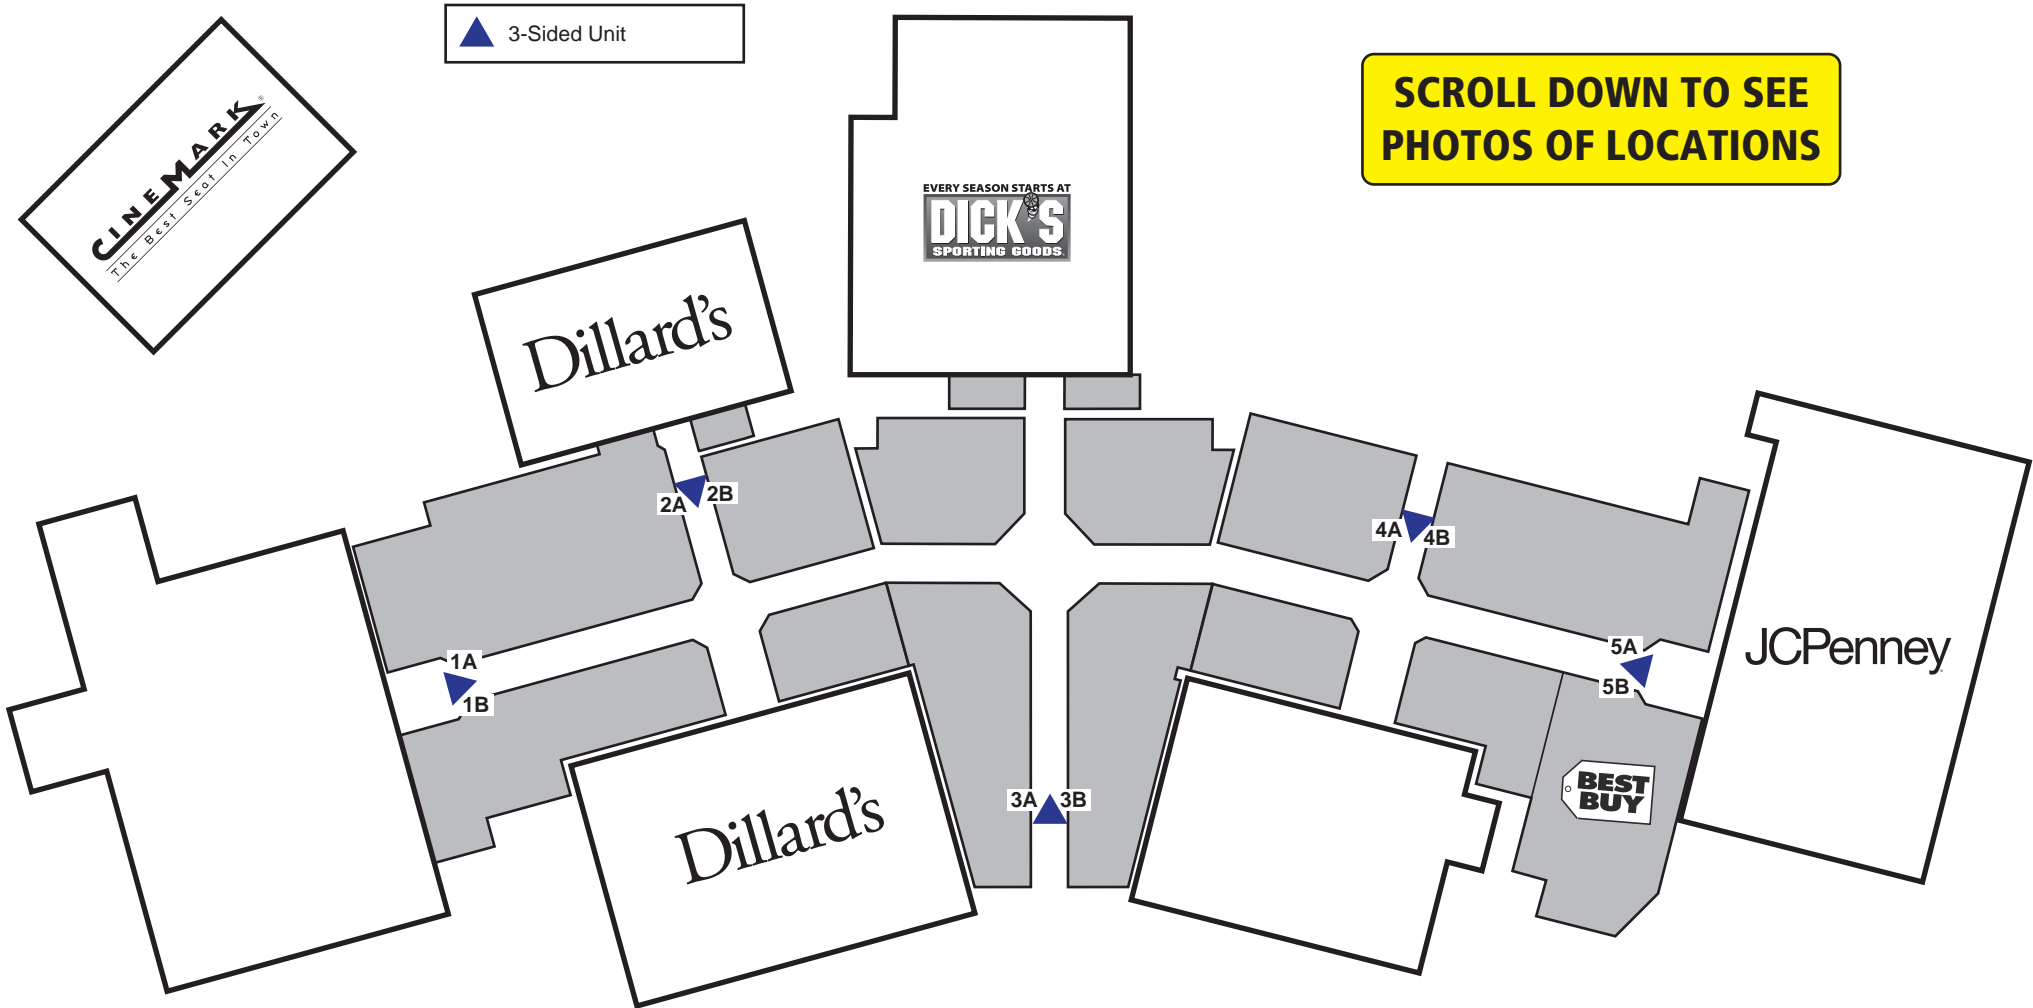 3-Sided Unit
SCROLL DOWN TO SEE
PHOTOS OF LOCATIONS
CINEMARK®
The Best Seat In Town
EVERY SEASON STARTS AT
DICK'S
SPORTING GOODS
Dillard's
2A
2B
4A
4B
1A
1B
5A
5B
JCPenney
3A
3B
BEST
BUY
Dillard's